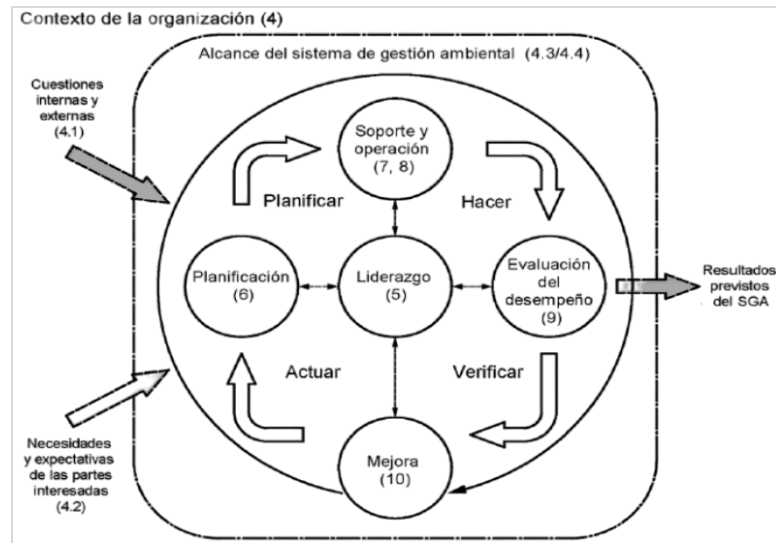 Contexto de la organización (4)
Alcance del sistema de gestión ambiental (4.3/4.4)
Cuestiones
internas y
externas
(4.1)
Soporte y
operación
(7, 8)
Planificar
Hacer
Planificación
(6)
Liderazgo
(5)
Evaluación
del
desempeño
(9)
Resultados
previstos
del SGA
Actuar
Verificar
Necesidades
y expectativas
de las partes
interesadas
(4.2)
Mejora
(10)